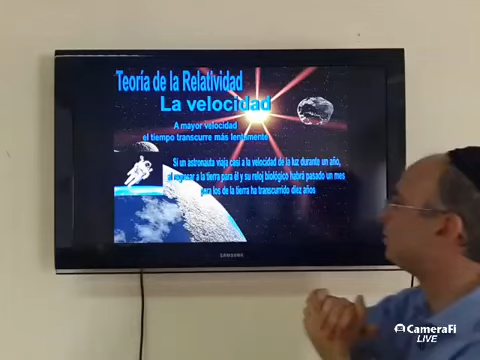 Teoría de la Relatividad
La velocidad
A mayor velocidad
el tiempo transcurre más lentamente
Si un astronauta viaja casi a la velocidad de la luz durante un año,
al regresar a la tierra para él y su reloj biológico habrá pasado un mes
para los de la tierra ha transcurrido diez años
SAMSUNG
CameraFi
LIVE